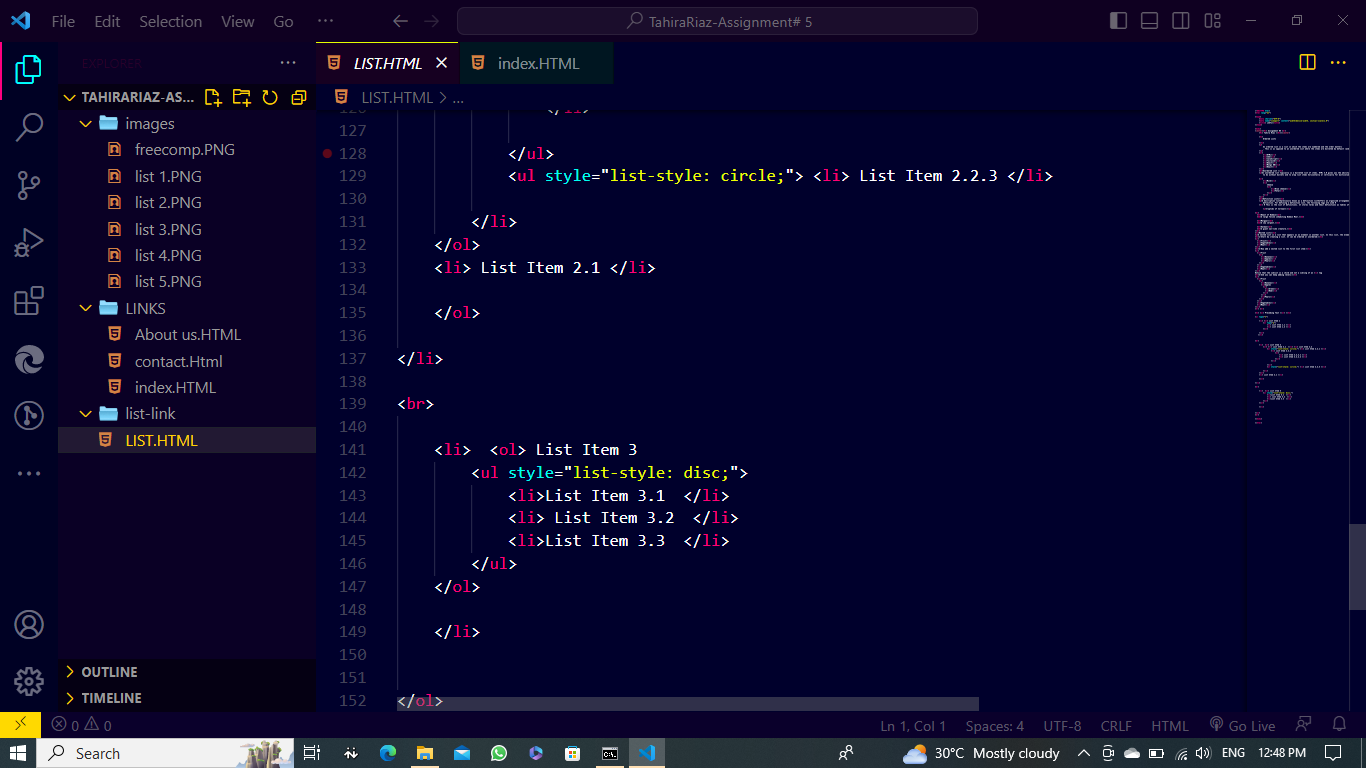 File Edit Selection View Go ··· TahiraRiaz-Assignment# 5
EXPLORER
LIST.HTML index.HTML
TAHIRARIAZ-AS...
LIST.HTML > ...
images
freecomp.PNG
list 1.PNG
list 2.PNG
list 3.PNG
list 4.PNG
list 5.PNG
LINKS
About us.HTML
contact.Html
index.HTML
list-link
LIST.HTML
OUTLINE
TIMELINE
126 </li>
127
128 </ul>
129 <ul style="list-style: circle;"> <li> List Item 2.2.3 </li>
130
131 </li>
132 </ol>
133 <li> List Item 2.1 </li>
134
135 </ol>
136
137 </li>
138
139 <br>
140
141 <li>  <ol> List Item 3
142 <ul style="list-style: disc;">
143 <li>List Item 3.1  </li>
144 <li> List Item 3.2  </li>
145 <li>List Item 3.3  </li>
146 </ul>
147 </ol>
148
149 </li>
150
151
152 </ol>
0 0 Ln 1, Col 1 Spaces: 4 UTF-8 CRLF HTML Go Live
Search 30°C Mostly cloudy ENG 12:48 PM